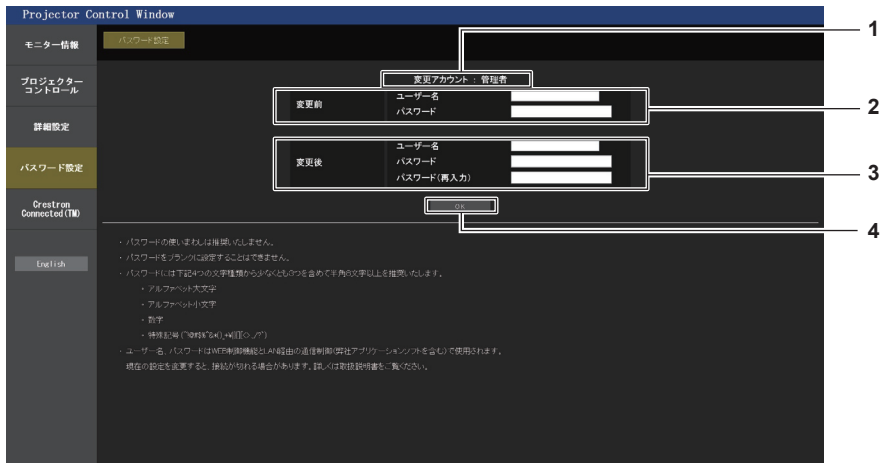 Projector Control Window
1
モニター情報
パスワード設定
プロジェクター
コントロール
詳細設定
パスワード設定
Crestron
Connected(TM)
English
変更アカウント : 管理者
変更前
ユーザー名
パスワード
2
変更後
ユーザー名
パスワード
パスワード(再入力)
3
OK
4
・パスワードの使いまわしは推奨いたしません。
・パスワードをブランクに設定することはできません。
・パスワードには下記4つの文字種類から少なくとも3つを含めて半角8文字以上を推奨いたします。
・アルファベット大文字
・アルファベット小文字
・数字
・特殊記号
・ユーザー名、パスワードはWEB制御機能とLAN経由の通信制御(弊社アプリケーションソフトを含む)で使用されます。
現在の設定を変更すると、接続が切れる場合があります。詳しくは取扱説明書をご覧ください。